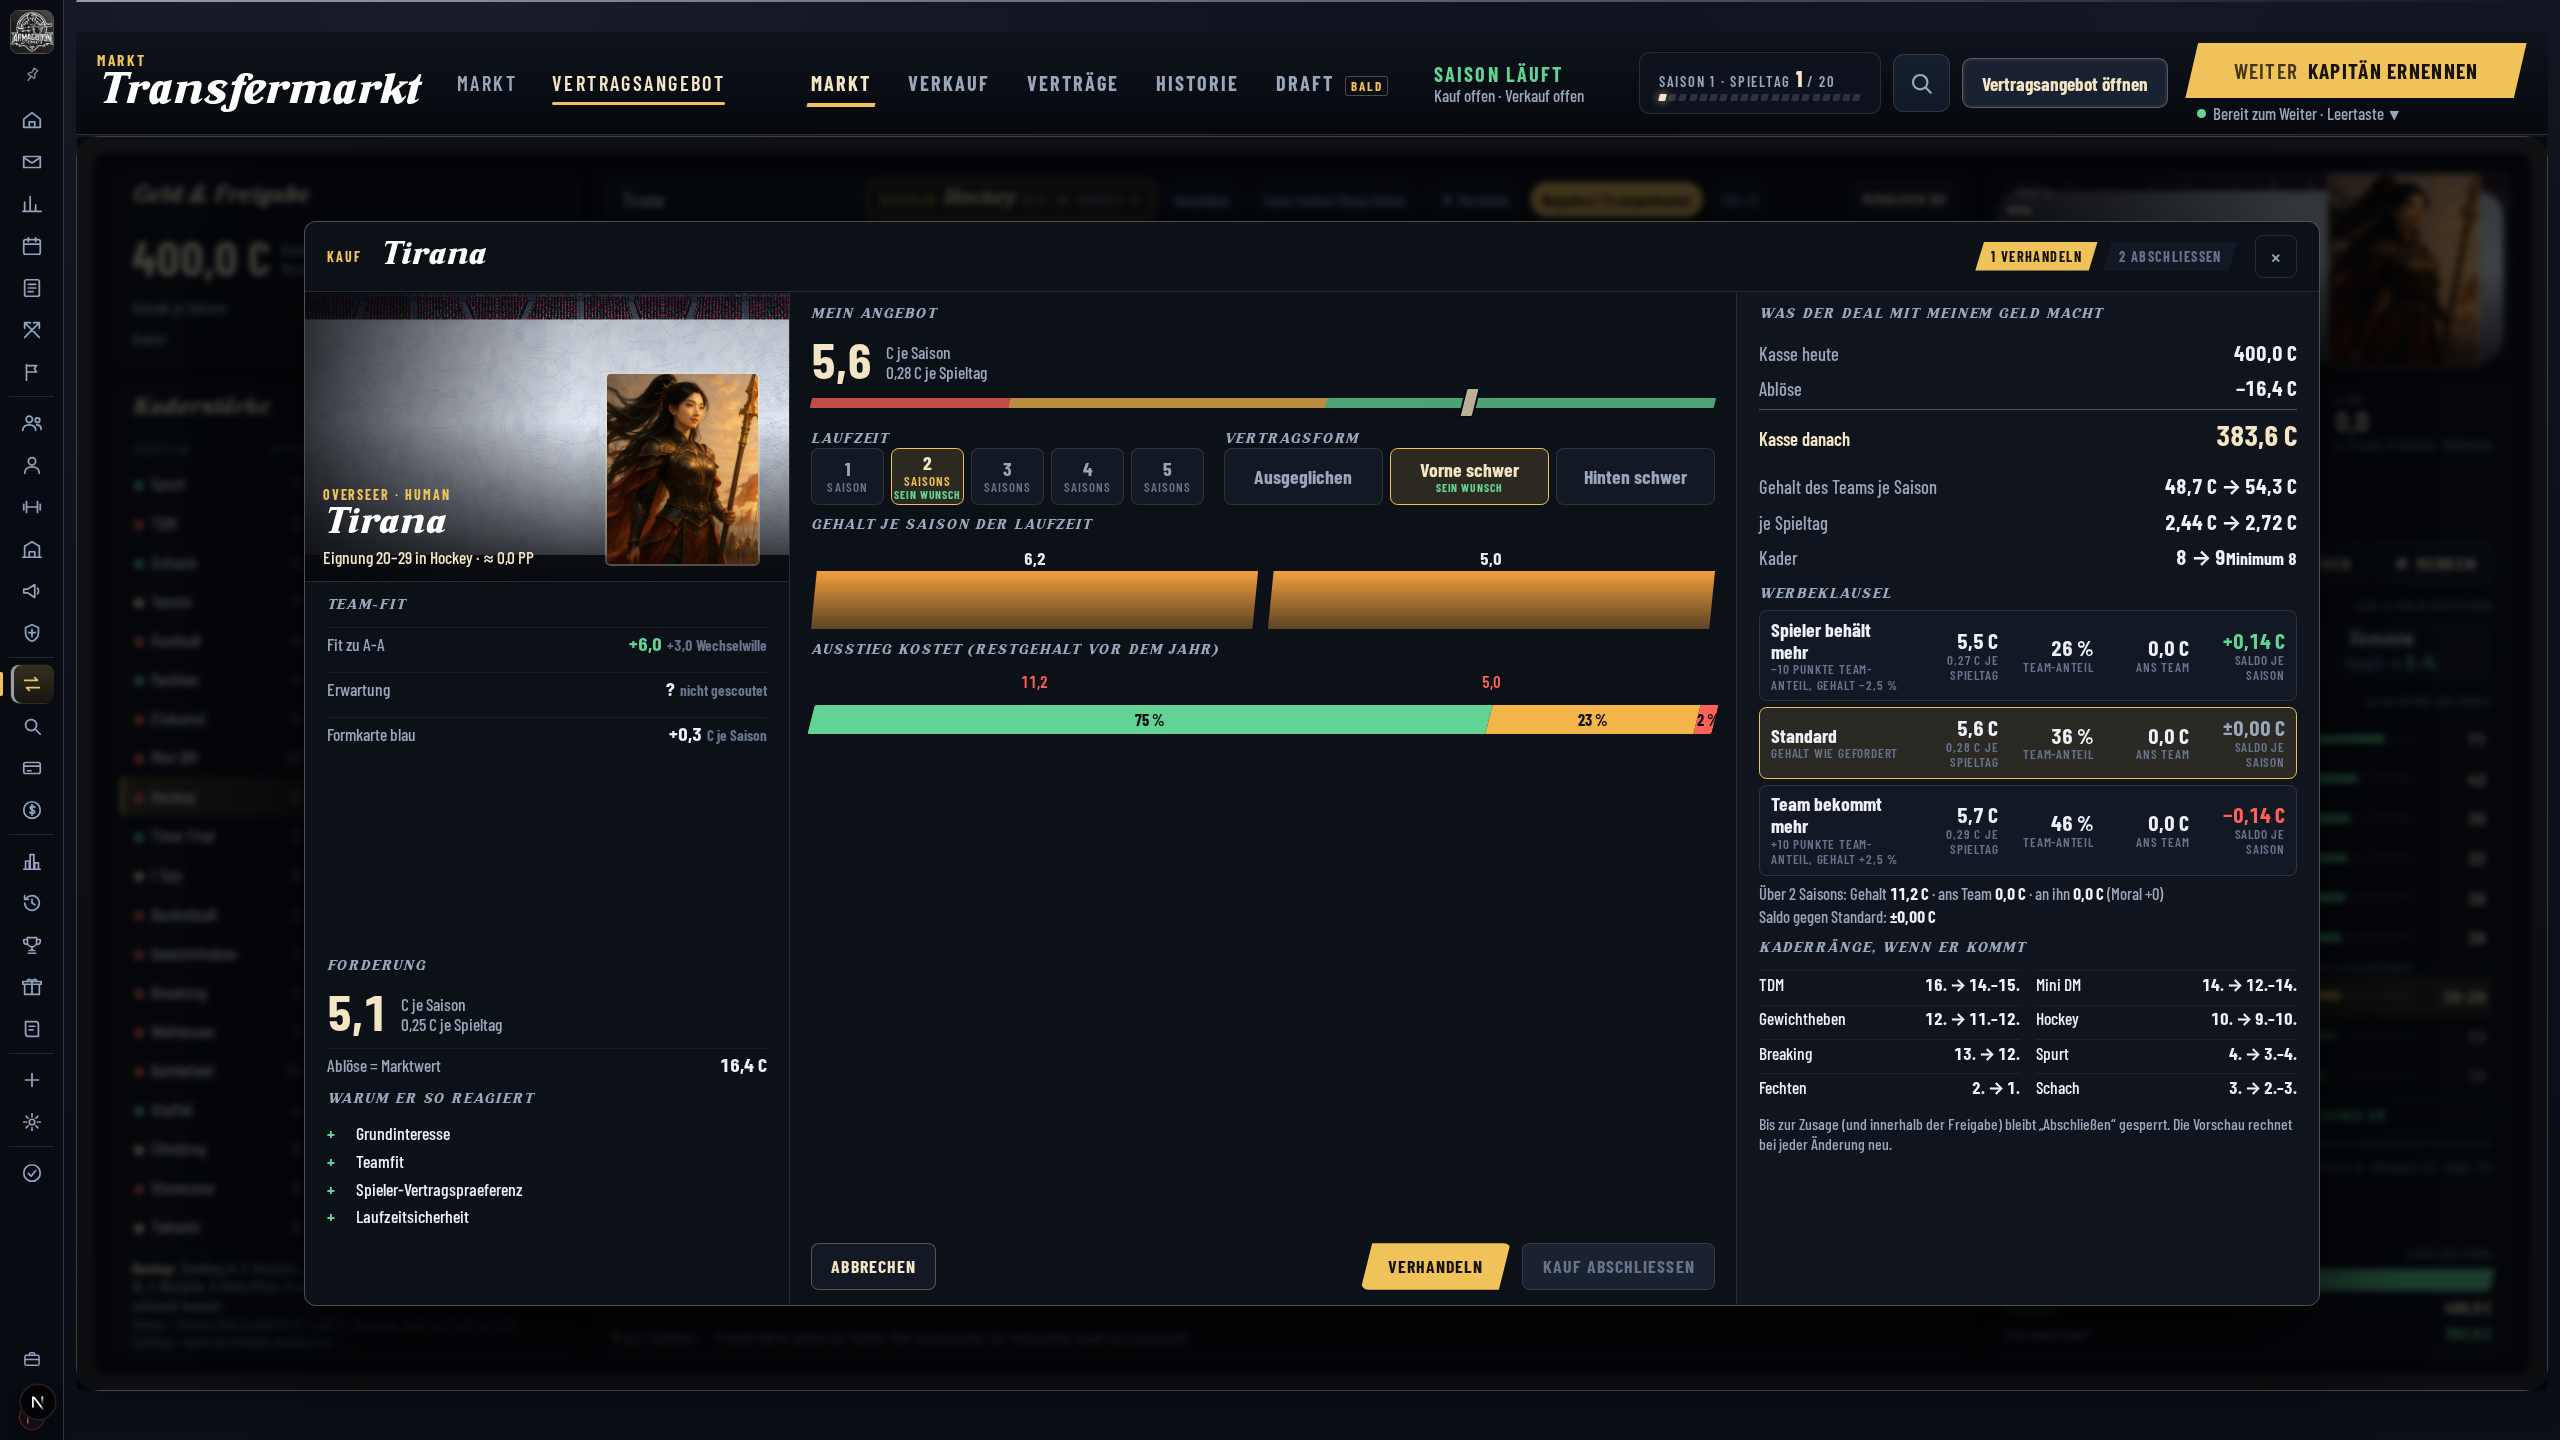 MARKT
Transfermarkt
MARKT
VERTRAGSANGEBOT
MARKT
VERKAUF
VERTRÄGE
HISTORIE
DRAFT BALD
SAISON LÄUFT
Kauf offen · Verkauf offen
SAISON 1 · SPIELTAG 1 / 20
Vertragsangebot öffnen
WEITER KAPITÄN ERNENNEN
Bereit zum Weiter · Leertaste ▼
Geld & Freigabe
400,0 C
Kaderstärke
Tirana
Hockey
KAUF Tirana
1 VERHANDELN
2 ABSCHLIESSEN
×
OVERSEER · HUMAN
Tirana
Eignung 20–29 in Hockey · ≈ 0,0 PP
TEAM-FIT
Fit zu A-A +6,0 +3,0 Wechselwille
Erwartung ? nicht gescoutet
Formkarte blau +0,3 C je Saison
FORDERUNG
5,1
C je Saison
0,25 C je Spieltag
Ablöse = Marktwert 16,4 C
WARUM ER SO REAGIERT
+ Grundinteresse
+ Teamfit
+ Spieler-Vertragspraeferenz
+ Laufzeitsicherheit
MEIN ANGEBOT
5,6
C je Saison
0,28 C je Spieltag
LAUFZEIT
1 SAISON
2 SAISONS SEIN WUNSCH
3 SAISONS
4 SAISONS
5 SAISONS
VERTRAGSFORM
Ausgeglichen
Vorne schwer
SEIN WUNSCH
Hinten schwer
GEHALT JE SAISON DER LAUFZEIT
6,2 5,0
AUSSTIEG KOSTET (RESTGEHALT VOR DEM JAHR)
11,2 5,0
75 % 23 % 2 %
ABBRECHEN
VERHANDELN
KAUF ABSCHLIESSEN
WAS DER DEAL MIT MEINEM GELD MACHT
Kasse heute 400,0 C
Ablöse −16,4 C
Kasse danach 383,6 C
Gehalt des Teams je Saison 48,7 C → 54,3 C
je Spieltag 2,44 C → 2,72 C
Kader 8 → 9Minimum 8
WERBEKLAUSEL
Spieler behält
mehr
−10 PUNKTE TEAM-
ANTEIL, GEHALT −2,5 %
5,5 C
0,27 C JE
SPIELTAG
26 %
TEAM-ANTEIL
0,0 C
ANS TEAM
+0,14 C
SALDO JE
SAISON
Standard
GEHALT WIE GEFORDERT
5,6 C
0,28 C JE
SPIELTAG
36 %
TEAM-ANTEIL
0,0 C
ANS TEAM
±0,00 C
SALDO JE
SAISON
Team bekommt
mehr
+10 PUNKTE TEAM-
ANTEIL, GEHALT +2,5 %
5,7 C
0,29 C JE
SPIELTAG
46 %
TEAM-ANTEIL
0,0 C
ANS TEAM
−0,14 C
SALDO JE
SAISON
Über 2 Saisons: Gehalt 11,2 C · ans Team 0,0 C · an ihn 0,0 C (Moral +0)
Saldo gegen Standard: ±0,00 C
KADERRÄNGE, WENN ER KOMMT
TDM 16. → 14.–15. Mini DM 14. → 12.–14.
Gewichtheben 12. → 11.–12. Hockey 10. → 9.–10.
Breaking 13. → 12. Spurt 4. → 3.–4.
Fechten 2. → 1. Schach 3. → 2.–3.
Bis zur Zusage (und innerhalb der Freigabe) bleibt „Abschließen“ gesperrt. Die Vorschau rechnet
bei jeder Änderung neu.
N